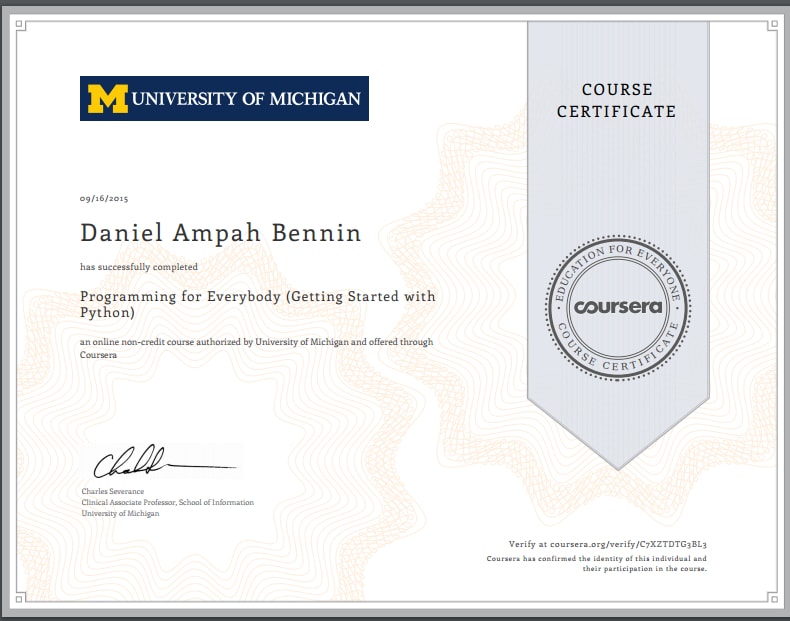 M UNIVERSITY OF MICHIGAN
COURSE
CERTIFICATE
09/16/2015
Daniel Ampah Bennin
has successfully completed
Programming for Everybody (Getting Started with
Python)
an online non-credit course authorized by University of Michigan and offered through
Coursera
EDUCATION FOR EVERYONE
coursera
COURSE CERTIFICATE
Charles Severance
Clinical Associate Professor, School of Information
University of Michigan
Verify at coursera.org/verify/C7XZTDTG3BL3
Coursera has confirmed the identity of this individual and
their participation in the course.